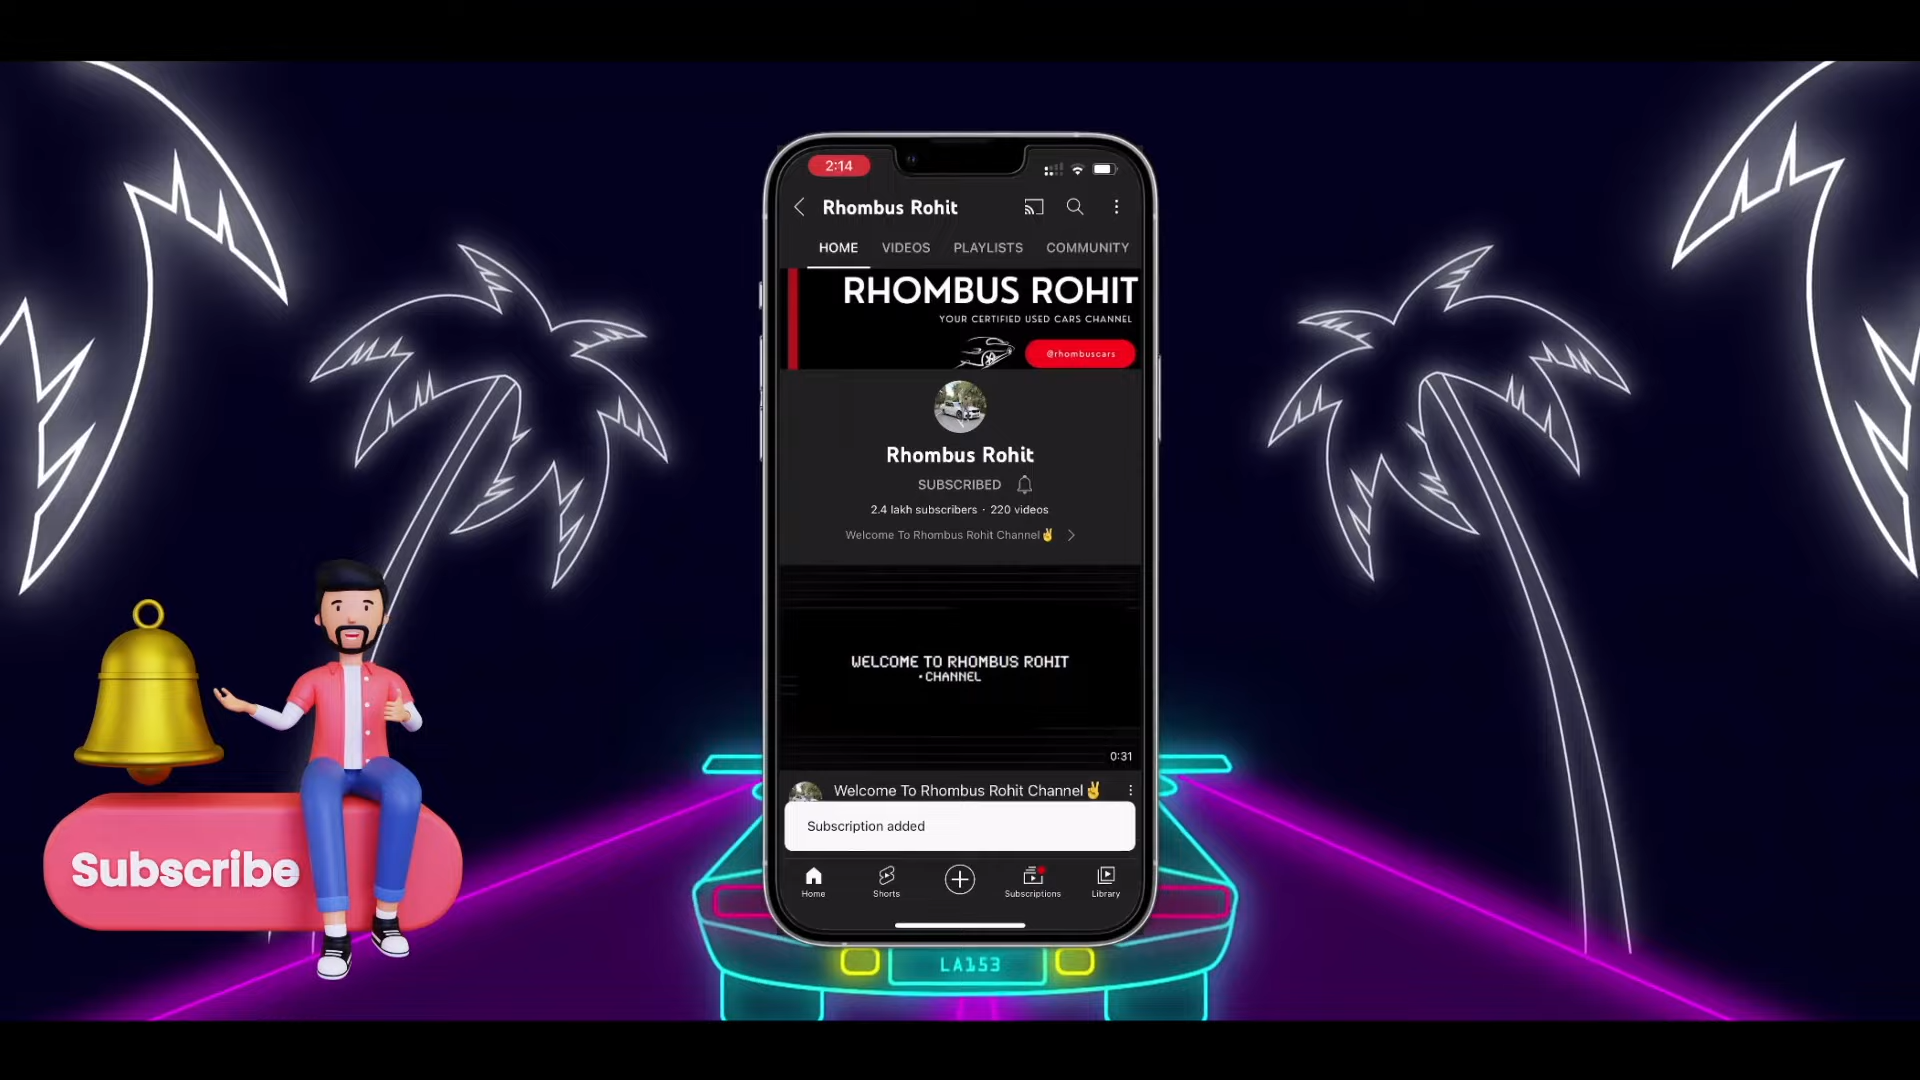 2:14
Rhombus Rohit
HOME VIDEOS PLAYLISTS COMMUNITY
RHOMBUS ROHIT
YOUR CERTIFIED USED CARS CHANNEL
@rhombuscars
Rhombus Rohit
SUBSCRIBED
2.4 lakh subscribers · 220 videos
Welcome To Rhombus Rohit Channel✌
WELCOME TO RHOMBUS ROHIT
•CHANNEL
0:31
Welcome To Rhombus Rohit Channel✌
Subscription added
Home Shorts Subscriptions Library
Subscribe
LA153